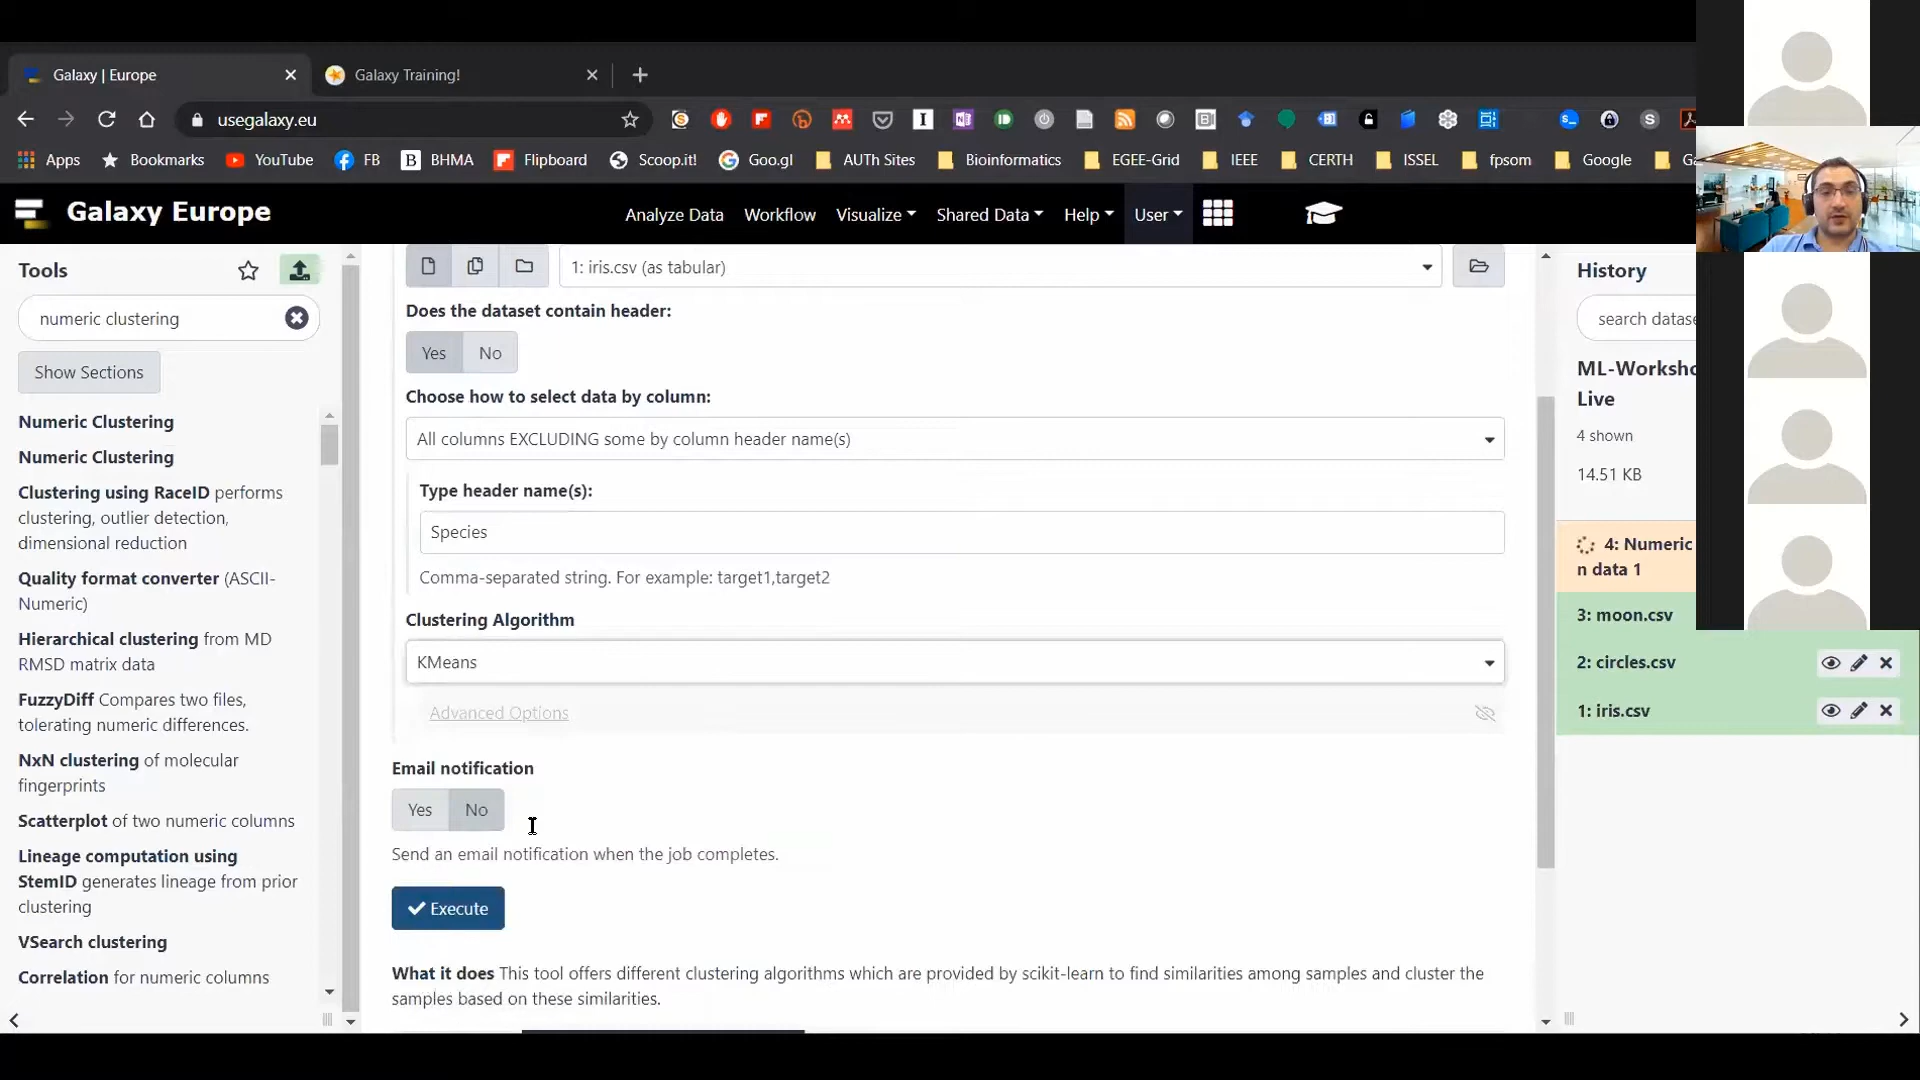 Galaxy | Europe
Galaxy Training!
usegalaxy.eu
Apps
Bookmarks
YouTube
FB
BHMA
Flipboard
Scoop.it!
Goo.gl
AUTh Sites
Bioinformatics
EGEE-Grid
IEEE
CERTH
ISSEL
fpsom
Google
Ga
Galaxy Europe
Analyze Data
Workflow
Visualize
Shared Data
Help
User
Tools
numeric clustering
Show Sections
Numeric Clustering
Numeric Clustering
Clustering using RaceID performs
clustering, outlier detection,
dimensional reduction
Quality format converter (ASCII-
Numeric)
Hierarchical clustering from MD
RMSD matrix data
FuzzyDiff Compares two files,
tolerating numeric differences.
NxN clustering of molecular
fingerprints
Scatterplot of two numeric columns
Lineage computation using
StemID generates lineage from prior
clustering
VSearch clustering
Correlation for numeric columns
1: iris.csv (as tabular)
Does the dataset contain header:
Yes
No
Choose how to select data by column:
All columns EXCLUDING some by column header name(s)
Type header name(s):
Species
Comma-separated string. For example: target1,target2
Clustering Algorithm
KMeans
Advanced Options
Email notification
Yes
No
Send an email notification when the job completes.
Execute
What it does This tool offers different clustering algorithms which are provided by scikit-learn to find similarities among samples and cluster the
samples based on these similarities.
History
search datase
ML-Worksho
Live
4 shown
14.51 KB
4: Numeric
n data 1
3: moon.csv
2: circles.csv
1: iris.csv